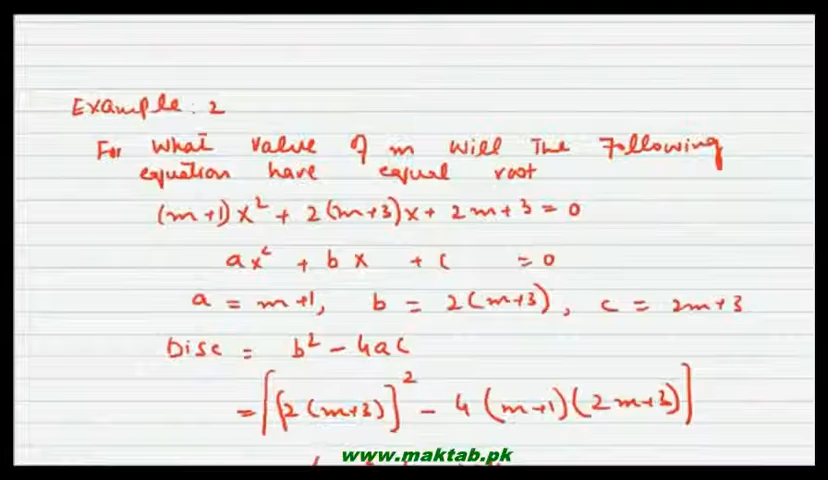 Example: 2
For what value of m will the following
equation have equal root
(m+1)x² + 2(m+3)x + 2m+3 = 0
ax² + bx + c = 0
a = m+1, b = 2(m+3), c = 2m+3
Disc = b² - 4ac
= [[2(m+3)]² - 4(m+1)(2m+3)]
www.maktab.pk